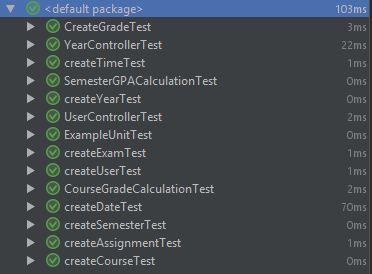 <default package> 103ms
CreateGradeTest 3ms
YearControllerTest 22ms
createTimeTest 1ms
SemesterGPACalculationTest 0ms
createYearTest 0ms
UserControllerTest 2ms
ExampleUnitTest 0ms
createExamTest 1ms
createUserTest 1ms
CourseGradeCalculationTest 2ms
createDateTest 70ms
createSemesterTest 0ms
createAssignmentTest 1ms
createCourseTest 0ms